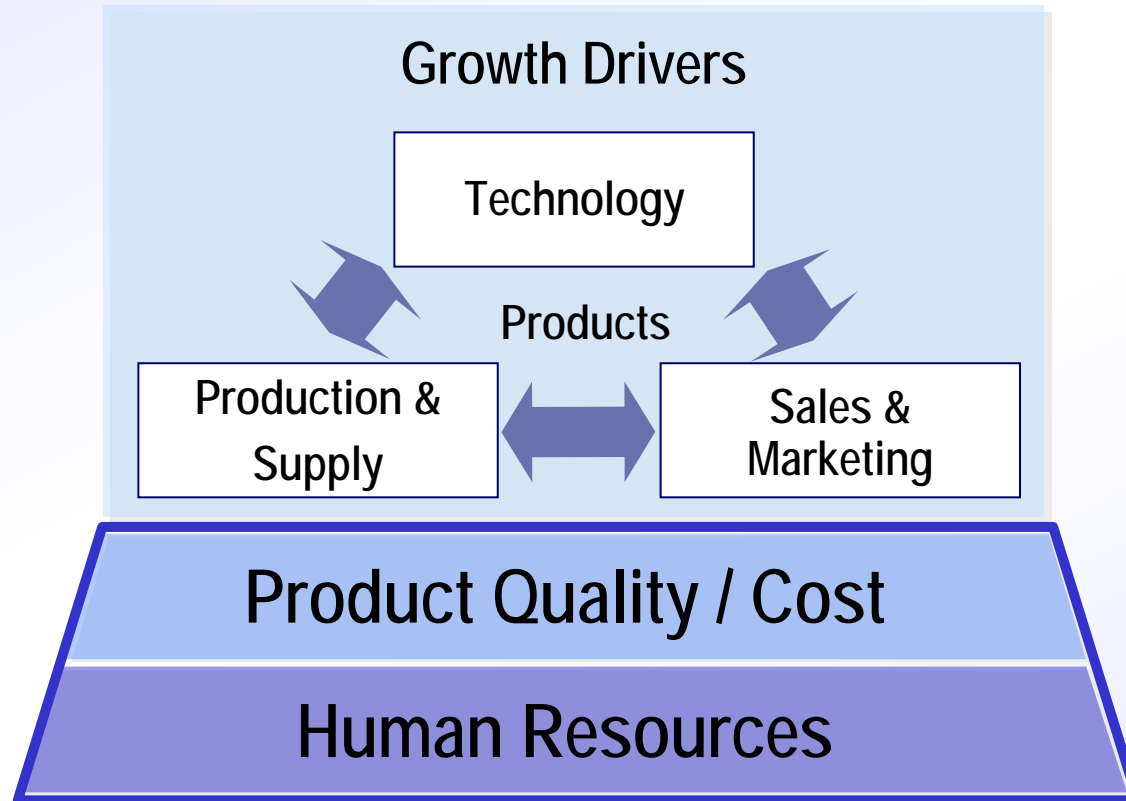 Growth Drivers
Technology
Products
Production &
Supply
Sales &
Marketing
Product Quality / Cost
Human Resources